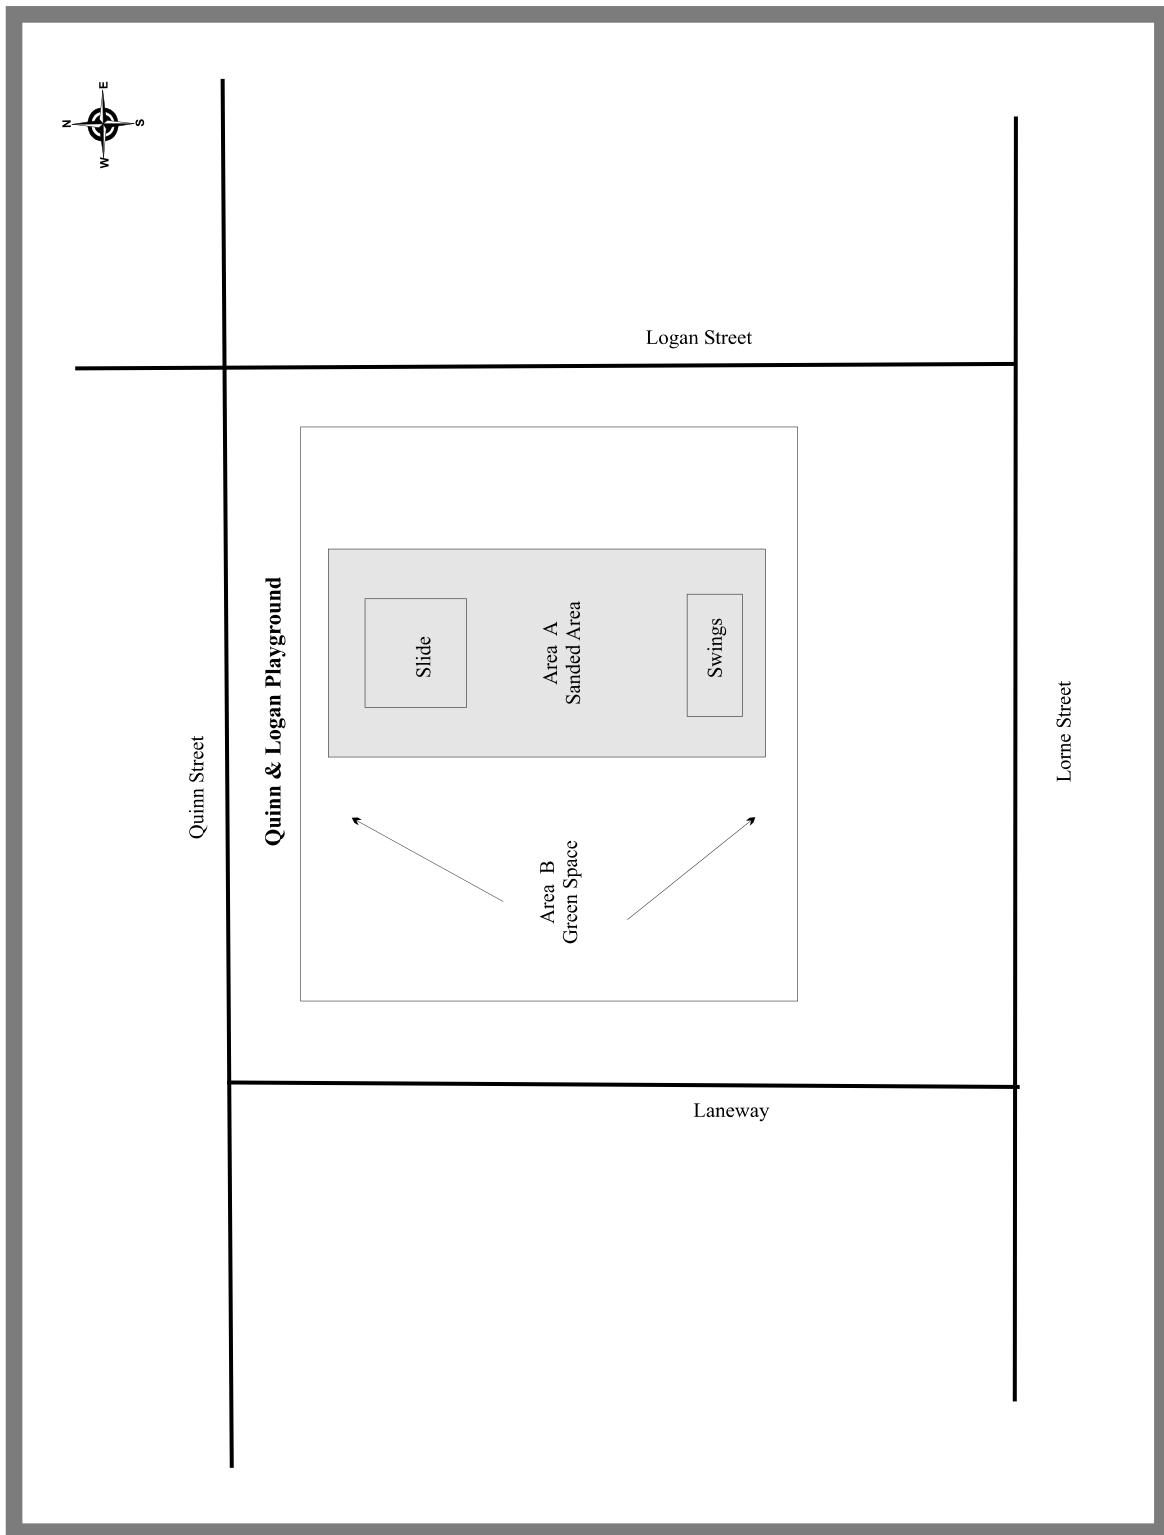 E
N
S
W
Logan Street
Quinn Street
Quinn & Logan Playground
Slide
Area A
Sanded Area
Swings
Lorne Street
Area B
Green Space
Laneway